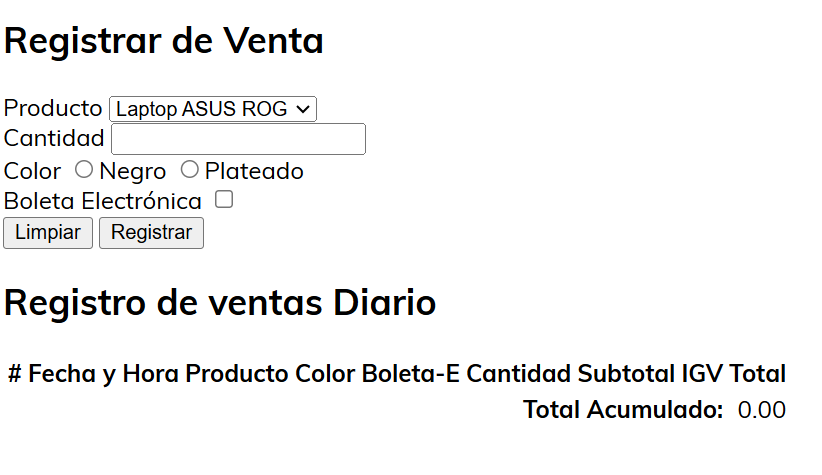 Registrar de Venta
Producto Laptop ASUS ROG
Cantidad
Color Negro Plateado
Boleta Electrónica
Limpiar Registrar
Registro de ventas Diario
# Fecha y Hora Producto Color Boleta-E Cantidad Subtotal IGV Total
Total Acumulado: 0.00